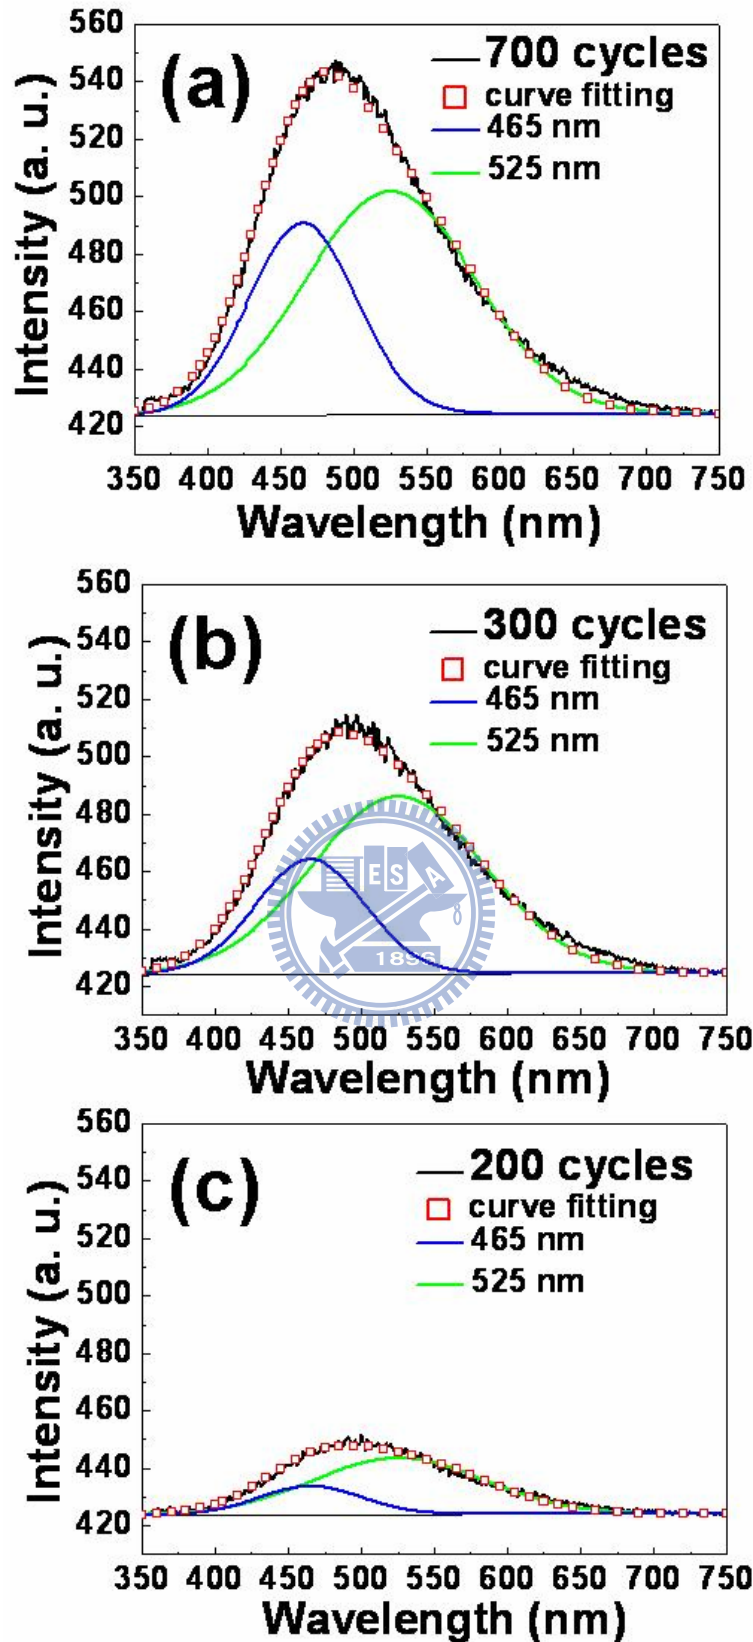 (a)
700 cycles
curve fitting
465 nm
525 nm
Intensity (a. u.)
560
540
520
500
480
460
440
420
350 400 450 500 550 600 650 700 750
Wavelength (nm)
(b)
300 cycles
curve fitting
465 nm
525 nm
Intensity (a. u.)
560
540
520
500
480
460
440
420
ES A
1896
350 400 450 500 550 600 650 700 750
Wavelength (nm)
(c)
200 cycles
curve fitting
465 nm
525 nm
Intensity (a. u.)
560
540
520
500
480
460
440
420
350 400 450 500 550 600 650 700 750
Wavelength (nm)